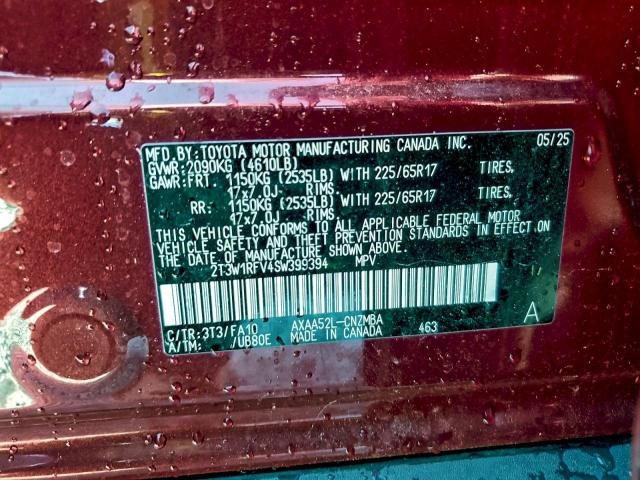 MFD.BY:TOYOTA MOTOR MANUFACTURING CANADA INC. 05/25
GVWR:2090KG (4610LB)
GAWR:FRT. 1150KG (2535LB) WITH 225/65R17 TIRES,
17x7.0J RIMS,
RR. 1150KG (2535LB) WITH 225/65R17 TIRES,
17x7.0J RIMS.
THIS VEHICLE CONFORMS TO ALL APPLICABLE FEDERAL MOTOR
VEHICLE SAFETY AND THEFT PREVENTION STANDARDS IN EFFECT ON
THE DATE OF MANUFACTURE SHOWN ABOVE.
2T3W1RFV4SW399394 MPV
C/TR:3T3/FA10 AXAA52L-CNZMBA 463 A
A/TM: /UB80E MADE IN CANADA